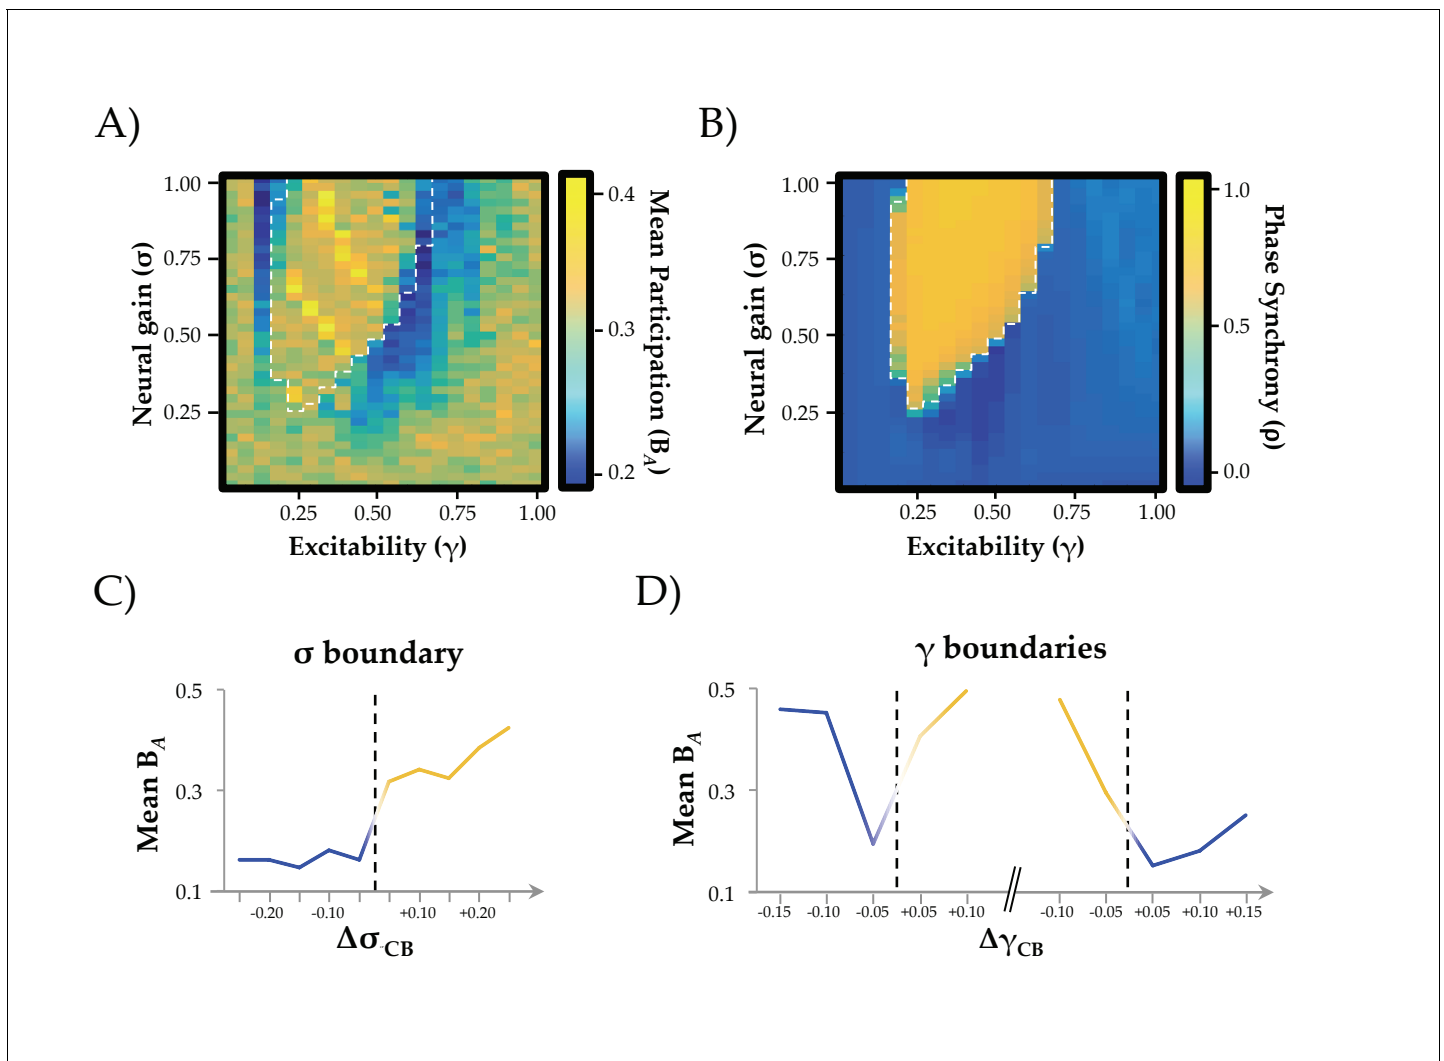 A)
B)
1.00
0.75
0.50
0.25
Neural gain (σ)
0.25 0.50 0.75 1.00
Excitability (γ)
0.4
0.3
0.2
Mean Participation (B_A)
1.00
0.75
0.50
0.25
Neural gain (σ)
0.25 0.50 0.75 1.00
Excitability (γ)
1.0
0.5
0.0
Phase Synchrony (ρ)
C)
D)
σ boundary
0.5
0.3
0.1
Mean B_A
-0.20 -0.10 +0.10 +0.20
Δσ_CB
γ boundaries
0.5
0.3
0.1
Mean B_A
-0.15 -0.10 -0.05 +0.05 +0.10 -0.10 -0.05 +0.05 +0.10 +0.15
Δγ_CB